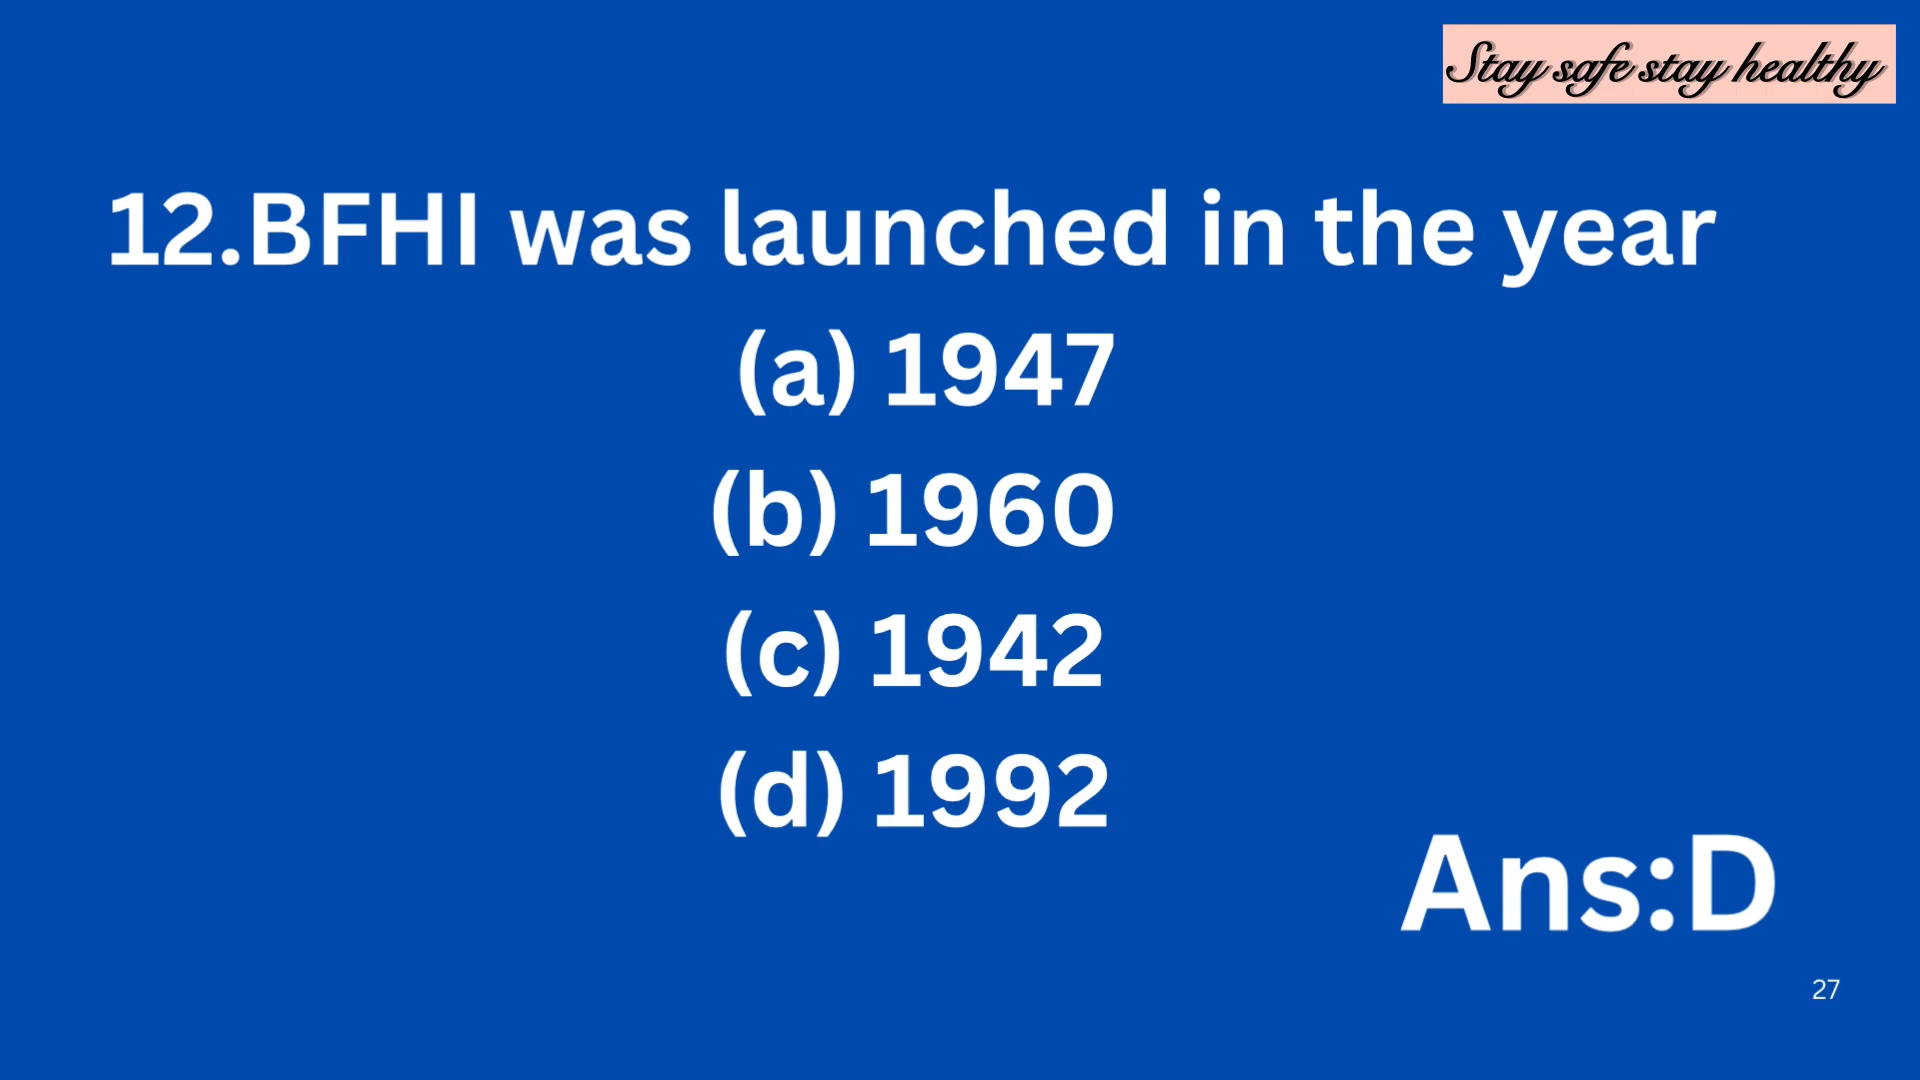 Stay safe stay healthy
12.BFHI was launched in the year
(a) 1947
(b) 1960
(c) 1942
(d) 1992
Ans:D
27